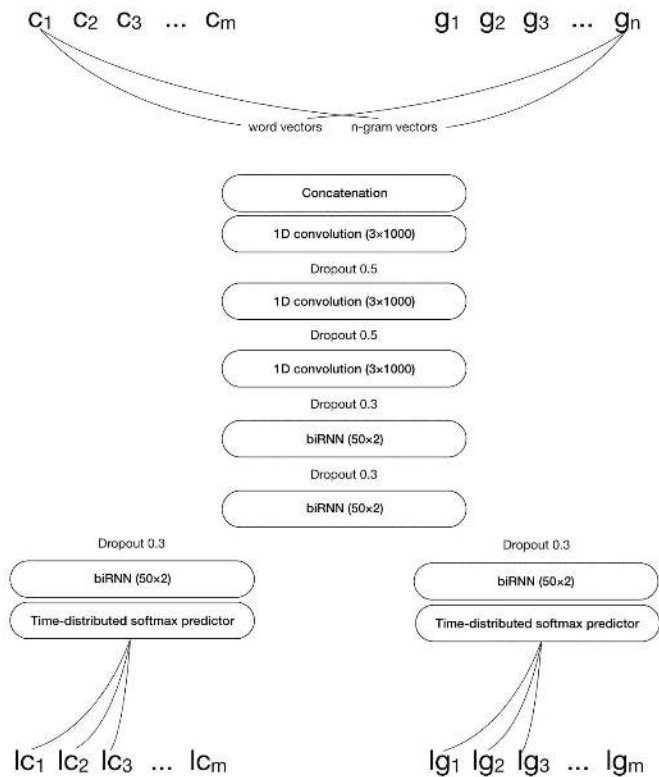 c1 c2 c3 ... cm g1 g2 g3 ... gn
word vectors n-gram vectors
Concatenation
1D convolution (3×1000)
Dropout 0.5
1D convolution (3×1000)
Dropout 0.5
1D convolution (3×1000)
Dropout 0.3
biRNN (50×2)
Dropout 0.3
biRNN (50×2)
Dropout 0.3 Dropout 0.3
biRNN (50×2) biRNN (50×2)
Time-distributed softmax predictor Time-distributed softmax predictor
lc1 lc2 lc3 ... lcm lg1 lg2 lg3 ... lgm